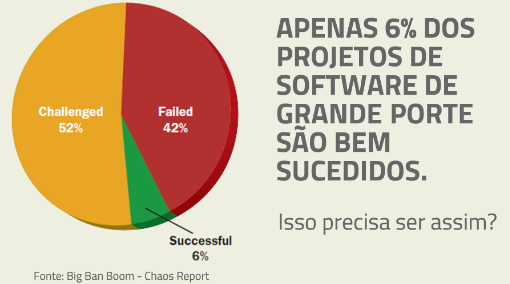 Challenged
52%
Failed
42%
Successful
6%
Fonte: Big Ban Boom - Chaos Report
APENAS 6% DOS
PROJETOS DE
SOFTWARE DE
GRANDE PORTE
SÃO BEM
SUCEDIDOS.
Isso precisa ser assim?